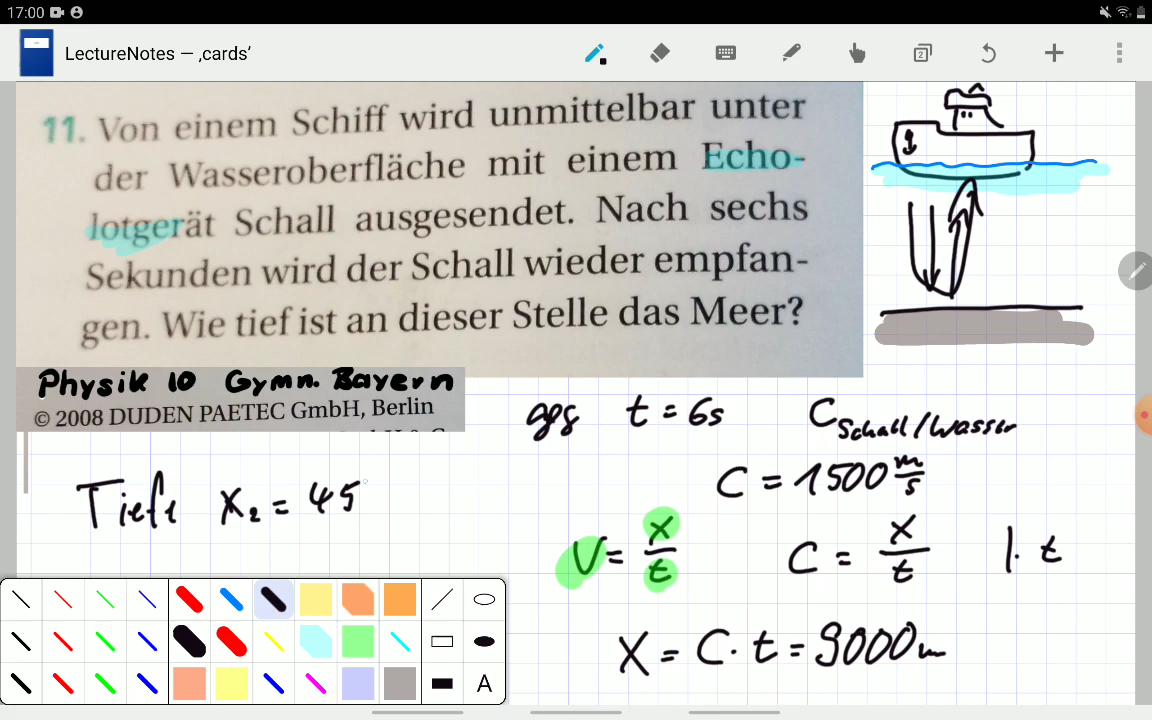 17:00
LectureNotes — ‚cards’
2
11. Von einem Schiff wird unmittelbar unter
der Wasseroberfläche mit einem Echo-
lotgerät Schall ausgesendet. Nach sechs
Sekunden wird der Schall wieder empfan-
gen. Wie tief ist an dieser Stelle das Meer?
Physik 10 Gymn. Bayern
© 2008 DUDEN PAETEC GmbH, Berlin
ges t = 6s C Schall/Wasser
C = 1500 m/s
Tiefe x₂ = 45
V = x/t C = x/t |· t
X = C · t = 9000 m
A